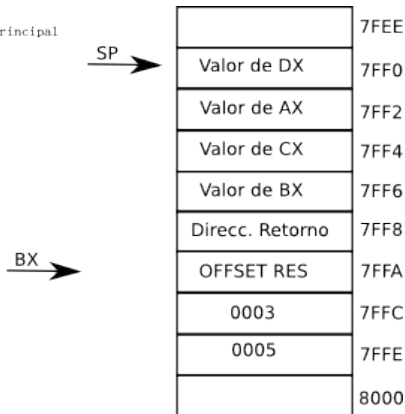 rincipal
7FEE
SP
Valor de DX 7FF0
Valor de AX 7FF2
Valor de CX 7FF4
Valor de BX 7FF6
Direcc. Retorno 7FF8
BX
OFFSET RES 7FFA
0003 7FFC
0005 7FFE
8000